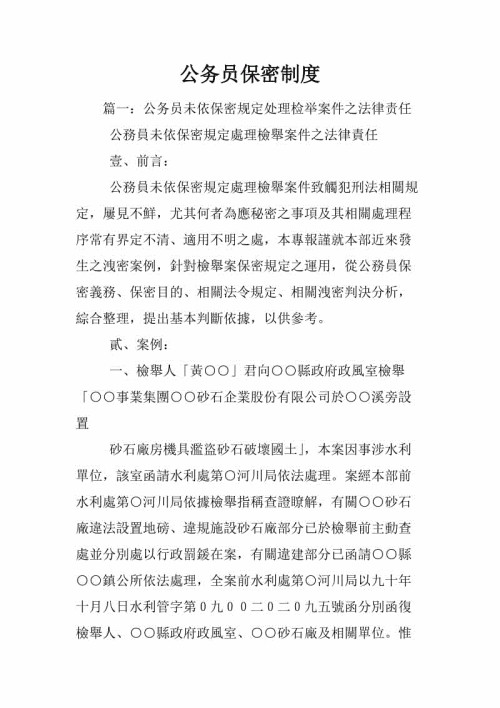 公务员保密制度
篇一：公务员未依保密规定处理检举案件之法律责任
公務員未依保密規定處理檢舉案件之法律責任
壹、前言：
公務員未依保密規定處理檢舉案件致觸犯刑法相關規
定，屢見不鮮，尤其何者為應秘密之事項及其相關處理程
序常有界定不清、適用不明之處，本專報謹就本部近來發
生之洩密案例，針對檢舉案保密規定之運用，從公務員保
密義務、保密目的、相關法令規定、相關洩密判決分析，
綜合整理，提出基本判斷依據，以供參考。
貳、案例：
一、檢舉人「黃〇〇」君向〇〇縣政府政風室檢舉
「〇〇事業集團〇〇砂石企業股份有限公司於〇〇溪旁設
置
砂石廠房機具濫盜砂石破壞國土」，本案因事涉水利
單位，該室函請水利處第〇河川局依法處理。案經本部前
水利處第〇河川局依據檢舉指稱查證瞭解，有關〇〇砂石
廠違法設置地磅、違規施設砂石廠部分已於檢舉前主動查
處並分別處以行政罰鍰在案，有關違建部分已函請〇〇縣
〇〇鎮公所依法處理，全案前水利處第〇河川局以九十年
十月八日水利管字第０九００二０二０九五號函分別函復
檢舉人、〇〇縣政府政風室、〇〇砂石廠及相關單位。惟